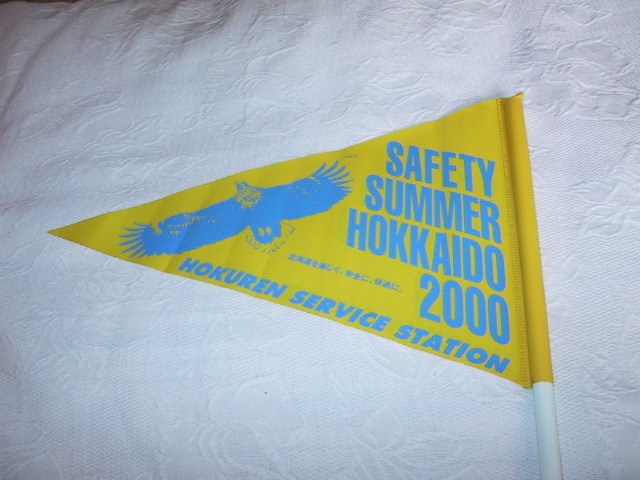 SAFETY
SUMMER
HOKKAIDO
2000
北海道を楽しく、安全に、快適に。
HOKUREN SERVICE STATION